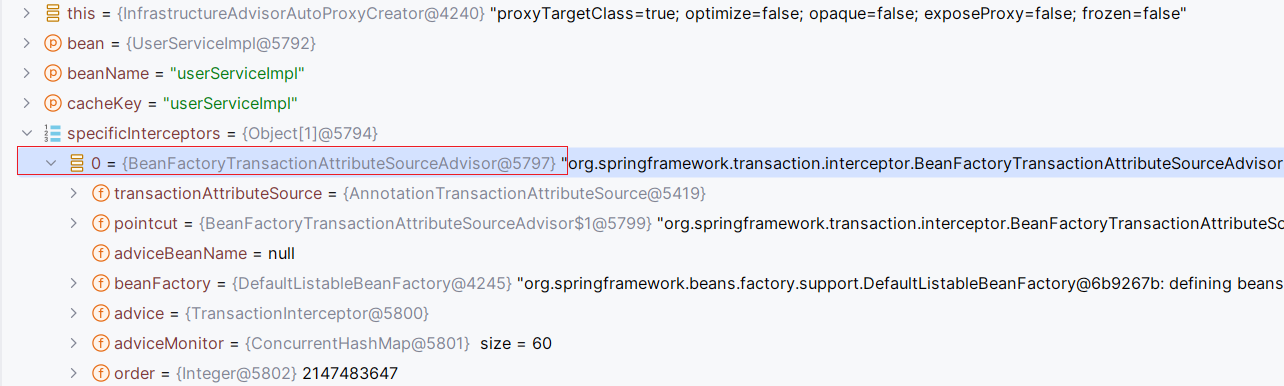 this = {InfrastructureAdvisorAutoProxyCreator@4240} "proxyTargetClass=true; optimize=false; opaque=false; exposeProxy=false; frozen=false"
p bean = {UserServiceImpl@5792}
p beanName = "userServiceImpl"
p cacheKey = "userServiceImpl"
specificInterceptors = {Object[1]@5794}
0 = {BeanFactoryTransactionAttributeSourceAdvisor@5797} "org.springframework.transaction.interceptor.BeanFactoryTransactionAttributeSourceAdvisor
f transactionAttributeSource = {AnnotationTransactionAttributeSource@5419}
f pointcut = {BeanFactoryTransactionAttributeSourceAdvisor$1@5799} "org.springframework.transaction.interceptor.BeanFactoryTransactionAttributeSo
f adviceBeanName = null
f beanFactory = {DefaultListableBeanFactory@4245} "org.springframework.beans.factory.support.DefaultListableBeanFactory@6b9267b: defining beans
f advice = {TransactionInterceptor@5800}
f adviceMonitor = {ConcurrentHashMap@5801} size = 60
f order = {Integer@5802} 2147483647